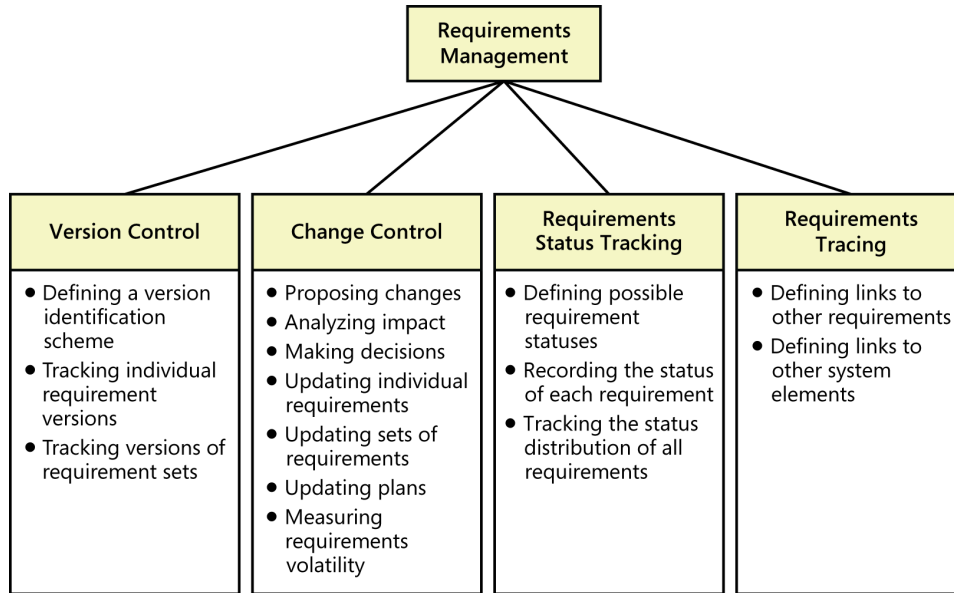 Requirements
Management
Version Control
● Defining a version
identification
scheme
● Tracking individual
requirement
versions
● Tracking versions of
requirement sets
Change Control
● Proposing changes
● Analyzing impact
● Making decisions
● Updating individual
requirements
● Updating sets of
requirements
● Updating plans
● Measuring
requirements
volatility
Requirements
Status Tracking
● Defining possible
requirement
statuses
● Recording the status
of each requirement
● Tracking the status
distribution of all
requirements
Requirements
Tracing
● Defining links to
other requirements
● Defining links to
other system
elements